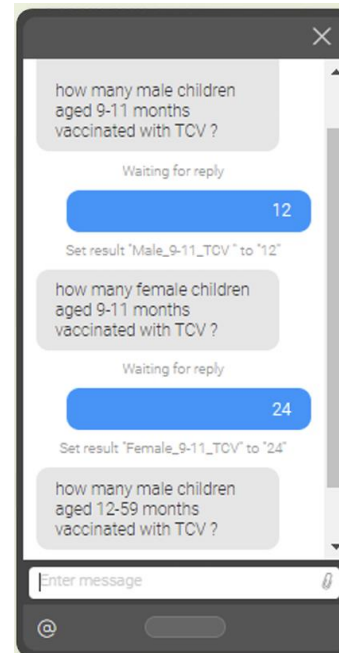 how many male children
aged 9-11 months
vaccinated with TCV ?
Waiting for reply
12
Set result "Male_9-11_TCV " to "12"
how many female children
aged 9-11 months
vaccinated with TCV ?
Waiting for reply
24
Set result "Female_9-11_TCV" to "24"
how many male children
aged 12-59 months
vaccinated with TCV ?
Enter message
@